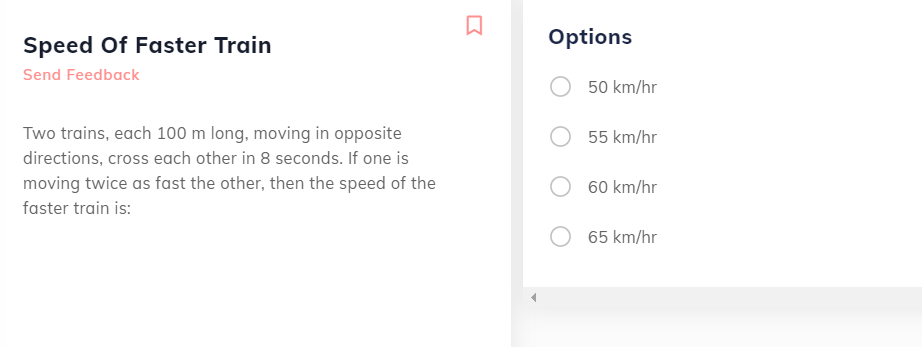 Speed Of Faster Train
Send Feedback
Two trains, each 100 m long, moving in opposite
directions, cross each other in 8 seconds. If one is
moving twice as fast the other, then the speed of the
faster train is:
Options
50 km/hr
55 km/hr
60 km/hr
65 km/hr